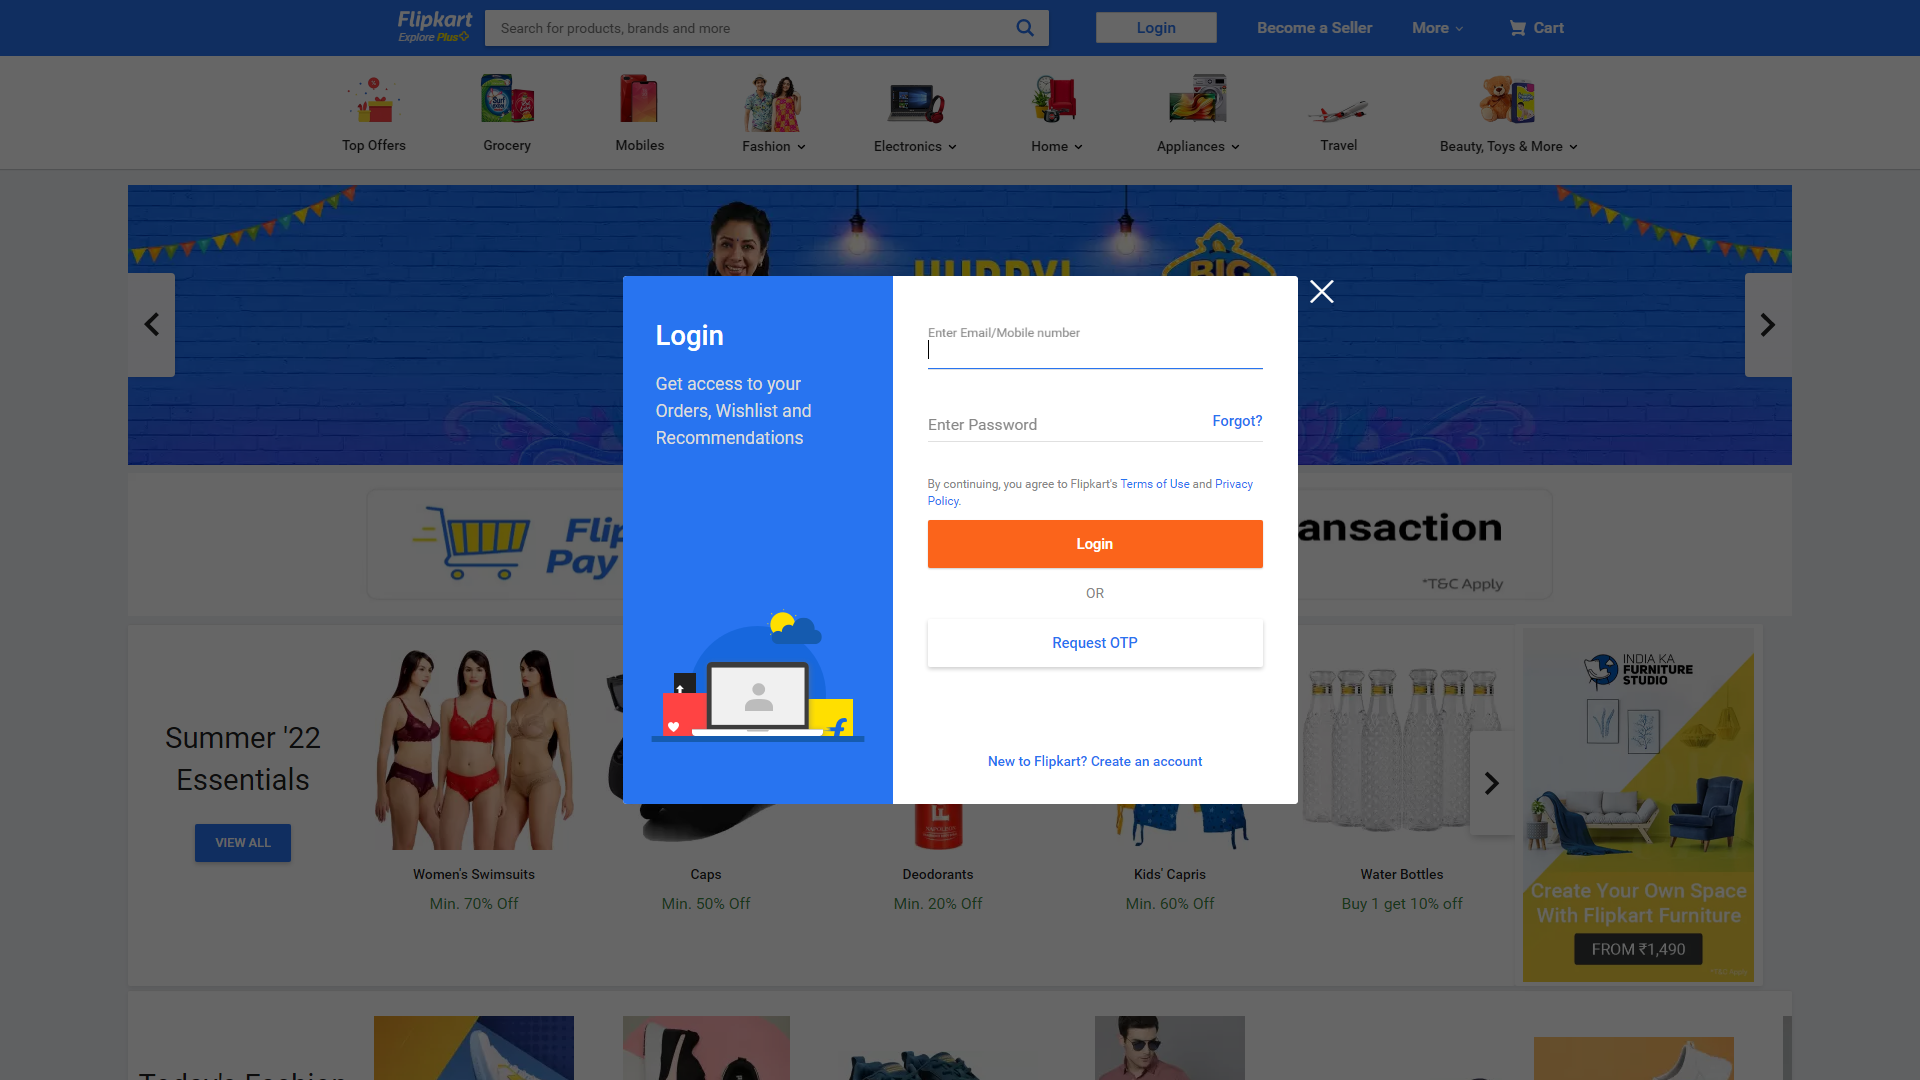 Flipkart
Explore Plus
Search for products, brands and more
Login
Become a Seller
More
Cart
Top Offers
Grocery
Mobiles
Fashion
Electronics
Home
Appliances
Travel
Beauty, Toys & More
HURRY!
BIG
Login
Get access to your
Orders, Wishlist and
Recommendations
Enter Email/Mobile number
Enter Password
Forgot?
By continuing, you agree to Flipkart's Terms of Use and Privacy
Policy.
Login
OR
Request OTP
New to Flipkart? Create an account
Flip
Pay
ansaction
*T&C Apply
Summer '22
Essentials
VIEW ALL
Women's Swimsuits
Min. 70% Off
Caps
Min. 50% Off
Deodorants
Min. 20% Off
Kids' Capris
Min. 60% Off
Water Bottles
Buy 1 get 10% off
INDIA KA
FURNITURE
STUDIO
Create Your Own Space
With Flipkart Furniture
FROM ₹1,490
Today's Fashion